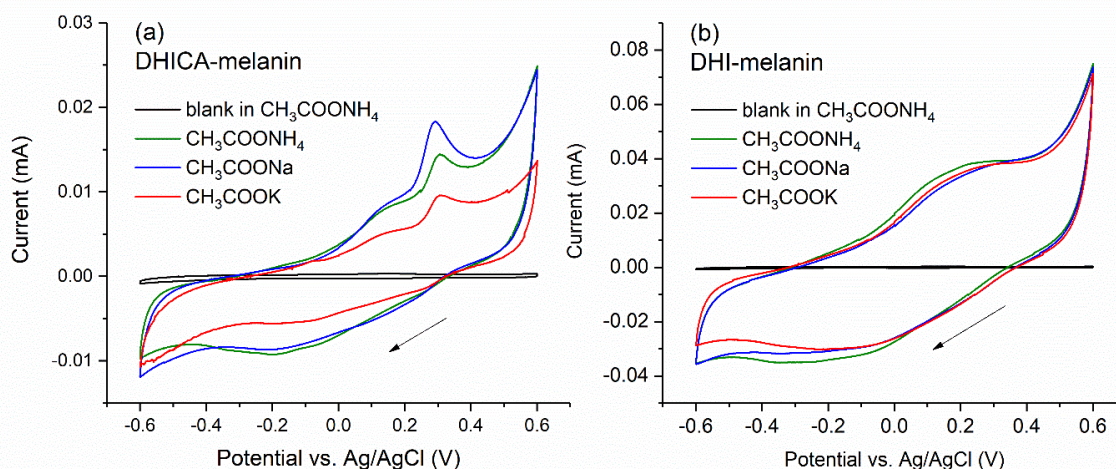 (a)
DHICA-melanin
blank in CH₃COONH₄
CH₃COONH₄
CH₃COONa
CH₃COOK
Current (mA)
0.03
0.02
0.01
0.00
-0.01
-0.6 -0.4 -0.2 0.0 0.2 0.4 0.6
Potential vs. Ag/AgCl (V)
(b)
DHI-melanin
blank in CH₃COONH₄
CH₃COONH₄
CH₃COONa
CH₃COOK
Current (mA)
0.08
0.06
0.04
0.02
0.00
-0.02
-0.04
-0.6 -0.4 -0.2 0.0 0.2 0.4 0.6
Potential vs. Ag/AgCl (V)